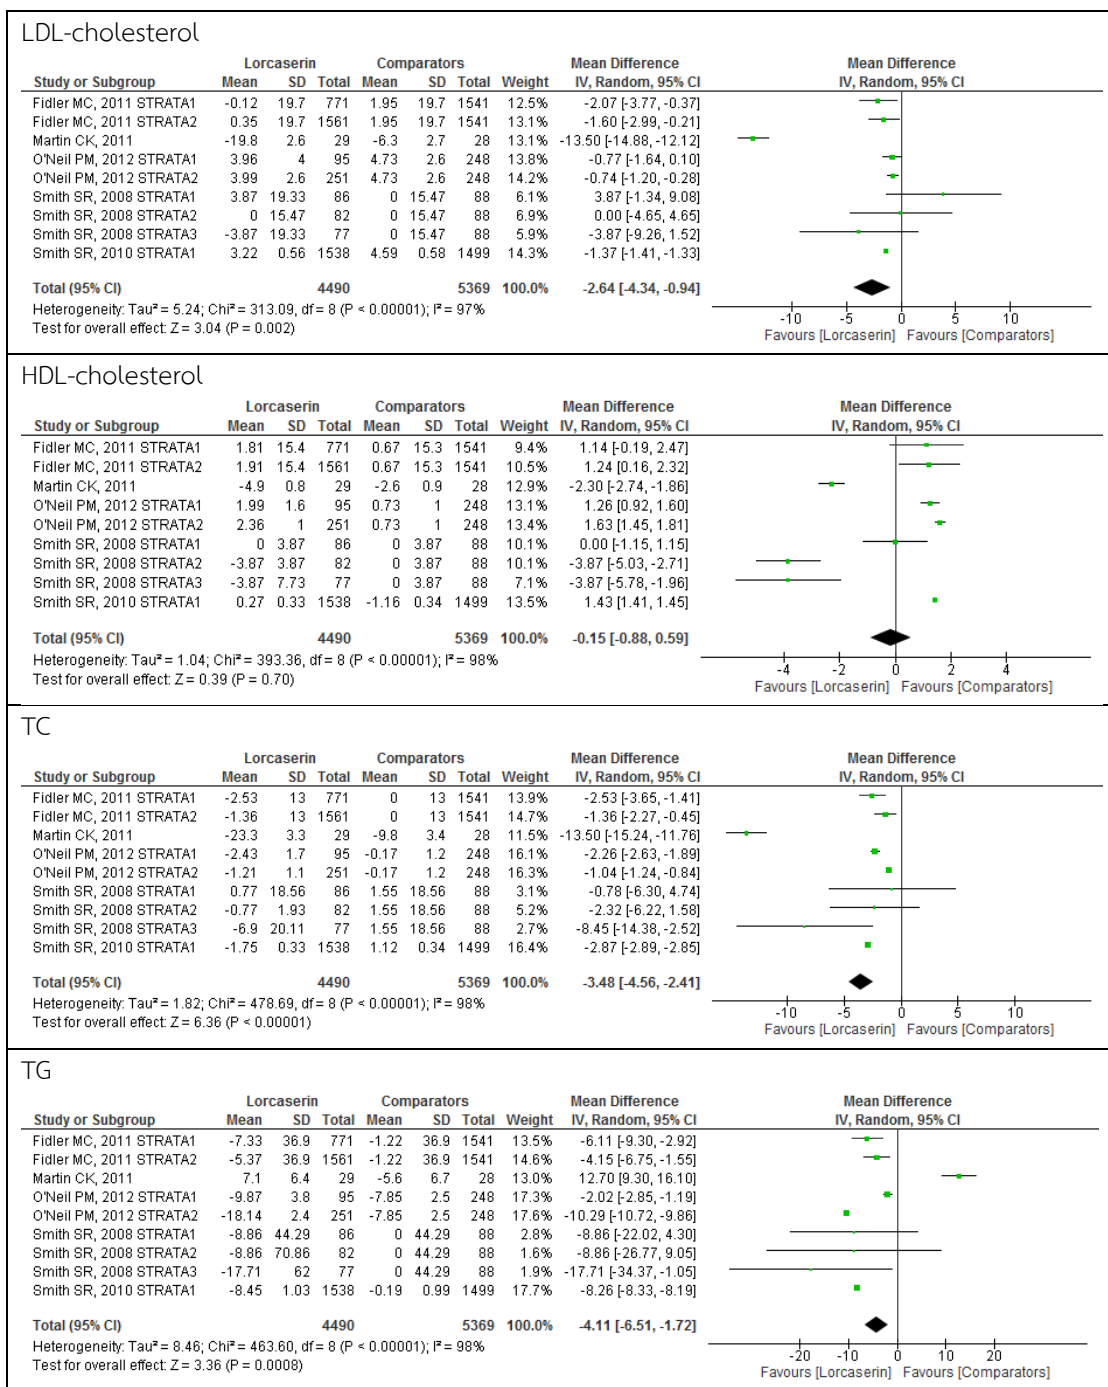 LDL-cholesterol
Lorcaserin Comparators Mean Difference Mean Difference
Study or Subgroup Mean SD Total Mean SD Total Weight IV, Random, 95% CI IV, Random, 95% CI
Fidler MC, 2011 STRATA1 -0.12 19.7 771 1.95 19.7 1541 12.5% -2.07 [-3.77, -0.37]
Fidler MC, 2011 STRATA2 0.35 19.7 1561 1.95 19.7 1541 13.1% -1.60 [-2.99, -0.21]
Martin CK, 2011 -19.8 2.6 29 -6.3 2.7 28 13.1% -13.50 [-14.88, -12.12]
O'Neil PM, 2012 STRATA1 3.96 4 95 4.73 2.6 248 13.8% -0.77 [-1.64, 0.10]
O'Neil PM, 2012 STRATA2 3.99 2.6 251 4.73 2.6 248 14.2% -0.74 [-1.20, -0.28]
Smith SR, 2008 STRATA1 3.87 19.33 86 0 15.47 88 6.1% 3.87 [-1.34, 9.08]
Smith SR, 2008 STRATA2 0 15.47 82 0 15.47 88 6.9% 0.00 [-4.65, 4.65]
Smith SR, 2008 STRATA3 -3.87 19.33 77 0 15.47 88 5.9% -3.87 [-9.26, 1.52]
Smith SR, 2010 STRATA1 3.22 0.56 1538 4.59 0.58 1499 14.3% -1.37 [-1.41, -1.33]
Total (95% CI) 4490 5369 100.0% -2.64 [-4.34, -0.94]
Heterogeneity: Tau² = 5.24; Chi² = 313.09, df = 8 (P < 0.00001); I² = 97%
Test for overall effect: Z = 3.04 (P = 0.002)
-10 -5 0 5 10
Favours [Lorcaserin] Favours [Comparators]
HDL-cholesterol
Lorcaserin Comparators Mean Difference Mean Difference
Study or Subgroup Mean SD Total Mean SD Total Weight IV, Random, 95% CI IV, Random, 95% CI
Fidler MC, 2011 STRATA1 1.81 15.4 771 0.67 15.3 1541 9.4% 1.14 [-0.19, 2.47]
Fidler MC, 2011 STRATA2 1.91 15.4 1561 0.67 15.3 1541 10.5% 1.24 [0.16, 2.32]
Martin CK, 2011 -4.9 0.8 29 -2.6 0.9 28 12.9% -2.30 [-2.74, -1.86]
O'Neil PM, 2012 STRATA1 1.99 1.6 95 0.73 1 248 13.1% 1.26 [0.92, 1.60]
O'Neil PM, 2012 STRATA2 2.36 1 251 0.73 1 248 13.4% 1.63 [1.45, 1.81]
Smith SR, 2008 STRATA1 0 3.87 86 0 3.87 88 10.1% 0.00 [-1.15, 1.15]
Smith SR, 2008 STRATA2 -3.87 3.87 82 0 3.87 88 10.1% -3.87 [-5.03, -2.71]
Smith SR, 2008 STRATA3 -3.87 7.73 77 0 3.87 88 7.1% -3.87 [-5.78, -1.96]
Smith SR, 2010 STRATA1 0.27 0.33 1538 -1.16 0.34 1499 13.5% 1.43 [1.41, 1.45]
Total (95% CI) 4490 5369 100.0% -0.15 [-0.88, 0.59]
Heterogeneity: Tau² = 1.04; Chi² = 393.36, df = 8 (P < 0.00001); I² = 98%
Test for overall effect: Z = 0.39 (P = 0.70)
-4 -2 0 2 4
Favours [Lorcaserin] Favours [Comparators]
TC
Lorcaserin Comparators Mean Difference Mean Difference
Study or Subgroup Mean SD Total Mean SD Total Weight IV, Random, 95% CI IV, Random, 95% CI
Fidler MC, 2011 STRATA1 -2.53 13 771 0 13 1541 13.9% -2.53 [-3.65, -1.41]
Fidler MC, 2011 STRATA2 -1.36 13 1561 0 13 1541 14.7% -1.36 [-2.27, -0.45]
Martin CK, 2011 -23.3 3.3 29 -9.8 3.4 28 11.5% -13.50 [-15.24, -11.76]
O'Neil PM, 2012 STRATA1 -2.43 1.7 95 -0.17 1.2 248 16.1% -2.26 [-2.63, -1.89]
O'Neil PM, 2012 STRATA2 -1.21 1.1 251 -0.17 1.2 248 16.3% -1.04 [-1.24, -0.84]
Smith SR, 2008 STRATA1 0.77 18.56 86 1.55 18.56 88 3.1% -0.78 [-6.30, 4.74]
Smith SR, 2008 STRATA2 -0.77 1.93 82 1.55 18.56 88 5.2% -2.32 [-6.22, 1.58]
Smith SR, 2008 STRATA3 -6.9 20.11 77 1.55 18.56 88 2.7% -8.45 [-14.38, -2.52]
Smith SR, 2010 STRATA1 -1.75 0.33 1538 1.12 0.34 1499 16.4% -2.87 [-2.89, -2.85]
Total (95% CI) 4490 5369 100.0% -3.48 [-4.56, -2.41]
Heterogeneity: Tau² = 1.82; Chi² = 478.69, df = 8 (P < 0.00001); I² = 98%
Test for overall effect: Z = 6.36 (P < 0.00001)
-10 -5 0 5 10
Favours [Lorcaserin] Favours [Comparators]
TG
Lorcaserin Comparators Mean Difference Mean Difference
Study or Subgroup Mean SD Total Mean SD Total Weight IV, Random, 95% CI IV, Random, 95% CI
Fidler MC, 2011 STRATA1 -7.33 36.9 771 -1.22 36.9 1541 13.5% -6.11 [-9.30, -2.92]
Fidler MC, 2011 STRATA2 -5.37 36.9 1561 -1.22 36.9 1541 14.6% -4.15 [-6.75, -1.55]
Martin CK, 2011 7.1 6.4 29 -5.6 6.7 28 13.0% 12.70 [9.30, 16.10]
O'Neil PM, 2012 STRATA1 -9.87 3.8 95 -7.85 2.5 248 17.3% -2.02 [-2.85, -1.19]
O'Neil PM, 2012 STRATA2 -18.14 2.4 251 -7.85 2.5 248 17.6% -10.29 [-10.72, -9.86]
Smith SR, 2008 STRATA1 -8.86 44.29 86 0 44.29 88 2.8% -8.86 [-22.02, 4.30]
Smith SR, 2008 STRATA2 -8.86 70.86 82 0 44.29 88 1.6% -8.86 [-26.77, 9.05]
Smith SR, 2008 STRATA3 -17.71 62 77 0 44.29 88 1.9% -17.71 [-34.37, -1.05]
Smith SR, 2010 STRATA1 -8.45 1.03 1538 -0.19 0.99 1499 17.7% -8.26 [-8.33, -8.19]
Total (95% CI) 4490 5369 100.0% -4.11 [-6.51, -1.72]
Heterogeneity: Tau² = 8.46; Chi² = 463.60, df = 8 (P < 0.00001); I² = 98%
Test for overall effect: Z = 3.36 (P = 0.0008)
-20 -10 0 10 20
Favours [Lorcaserin] Favours [Comparators]